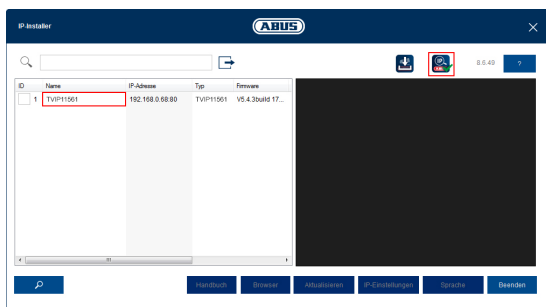 IP-Installer
ABUS
8.6.49 ?
ID Name IP-Adresse Typ Firmware
1 TVIP11561 192.168.0.68:80 TVIP11561 V5.4.3build 17...
Handbuch Browser Aktualisieren IP-Einstellungen Sprache Beenden